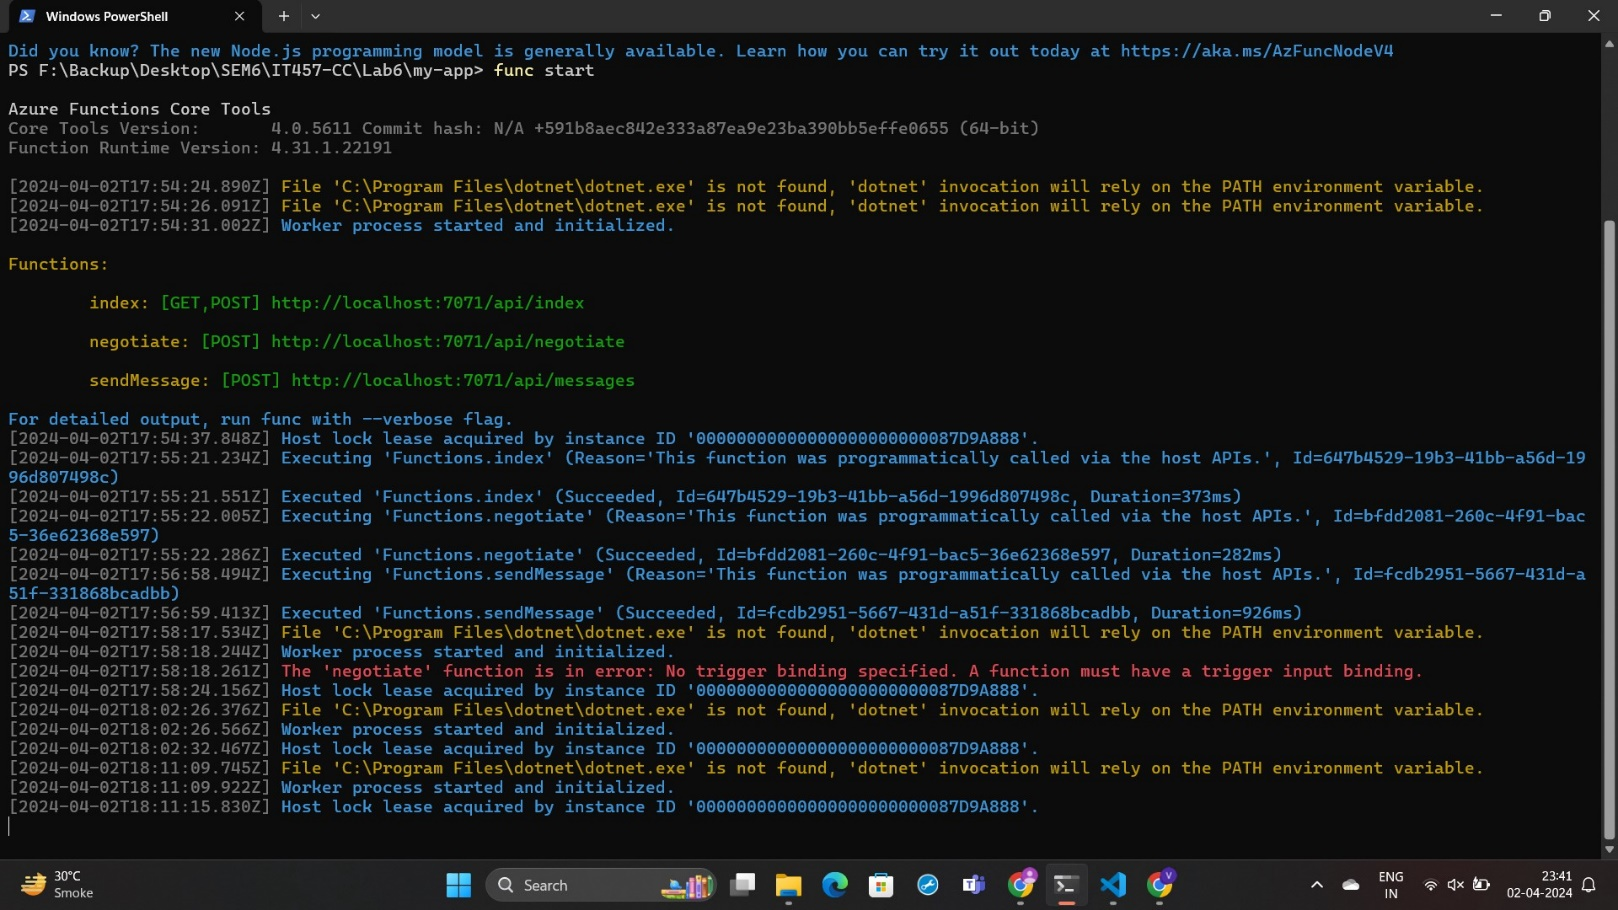 Windows PowerShell
Did you know? The new Node.js programming model is generally available. Learn how you can try it out today at https://aka.ms/AzFuncNodeV4
PS F:\Backup\Desktop\SEM6\IT457-CC\Lab6\my-app> func start
Azure Functions Core Tools
Core Tools Version:       4.0.5611 Commit hash: N/A +591b8aec842e333a87ea9e23ba390bb5effe0655 (64-bit)
Function Runtime Version: 4.31.1.22191
[2024-04-02T17:54:24.890Z] File 'C:\Program Files\dotnet\dotnet.exe' is not found, 'dotnet' invocation will rely on the PATH environment variable.
[2024-04-02T17:54:26.091Z] File 'C:\Program Files\dotnet\dotnet.exe' is not found, 'dotnet' invocation will rely on the PATH environment variable.
[2024-04-02T17:54:31.002Z] Worker process started and initialized.
Functions:
index: [GET,POST] http://localhost:7071/api/index
negotiate: [POST] http://localhost:7071/api/negotiate
sendMessage: [POST] http://localhost:7071/api/messages
For detailed output, run func with --verbose flag.
[2024-04-02T17:54:37.848Z] Host lock lease acquired by instance ID '00000000000000000000000087D9A888'.
[2024-04-02T17:55:21.234Z] Executing 'Functions.index' (Reason='This function was programmatically called via the host APIs.', Id=647b4529-19b3-41bb-a56d-19
96d807498c)
[2024-04-02T17:55:21.551Z] Executed 'Functions.index' (Succeeded, Id=647b4529-19b3-41bb-a56d-1996d807498c, Duration=373ms)
[2024-04-02T17:55:22.005Z] Executing 'Functions.negotiate' (Reason='This function was programmatically called via the host APIs.', Id=bfdd2081-260c-4f91-bac
5-36e62368e597)
[2024-04-02T17:55:22.286Z] Executed 'Functions.negotiate' (Succeeded, Id=bfdd2081-260c-4f91-bac5-36e62368e597, Duration=282ms)
[2024-04-02T17:56:58.494Z] Executing 'Functions.sendMessage' (Reason='This function was programmatically called via the host APIs.', Id=fcdb2951-5667-431d-a
51f-331868bcadbb)
[2024-04-02T17:56:59.413Z] Executed 'Functions.sendMessage' (Succeeded, Id=fcdb2951-5667-431d-a51f-331868bcadbb, Duration=926ms)
[2024-04-02T17:58:17.534Z] File 'C:\Program Files\dotnet\dotnet.exe' is not found, 'dotnet' invocation will rely on the PATH environment variable.
[2024-04-02T17:58:18.244Z] Worker process started and initialized.
[2024-04-02T17:58:18.261Z] The 'negotiate' function is in error: No trigger binding specified. A function must have a trigger input binding.
[2024-04-02T17:58:24.156Z] Host lock lease acquired by instance ID '00000000000000000000000087D9A888'.
[2024-04-02T18:02:26.376Z] File 'C:\Program Files\dotnet\dotnet.exe' is not found, 'dotnet' invocation will rely on the PATH environment variable.
[2024-04-02T18:02:26.566Z] Worker process started and initialized.
[2024-04-02T18:02:32.467Z] Host lock lease acquired by instance ID '00000000000000000000000087D9A888'.
[2024-04-02T18:11:09.745Z] File 'C:\Program Files\dotnet\dotnet.exe' is not found, 'dotnet' invocation will rely on the PATH environment variable.
[2024-04-02T18:11:09.922Z] Worker process started and initialized.
[2024-04-02T18:11:15.830Z] Host lock lease acquired by instance ID '00000000000000000000000087D9A888'.
30°C
Smoke
Search
ENG
IN
23:41
02-04-2024